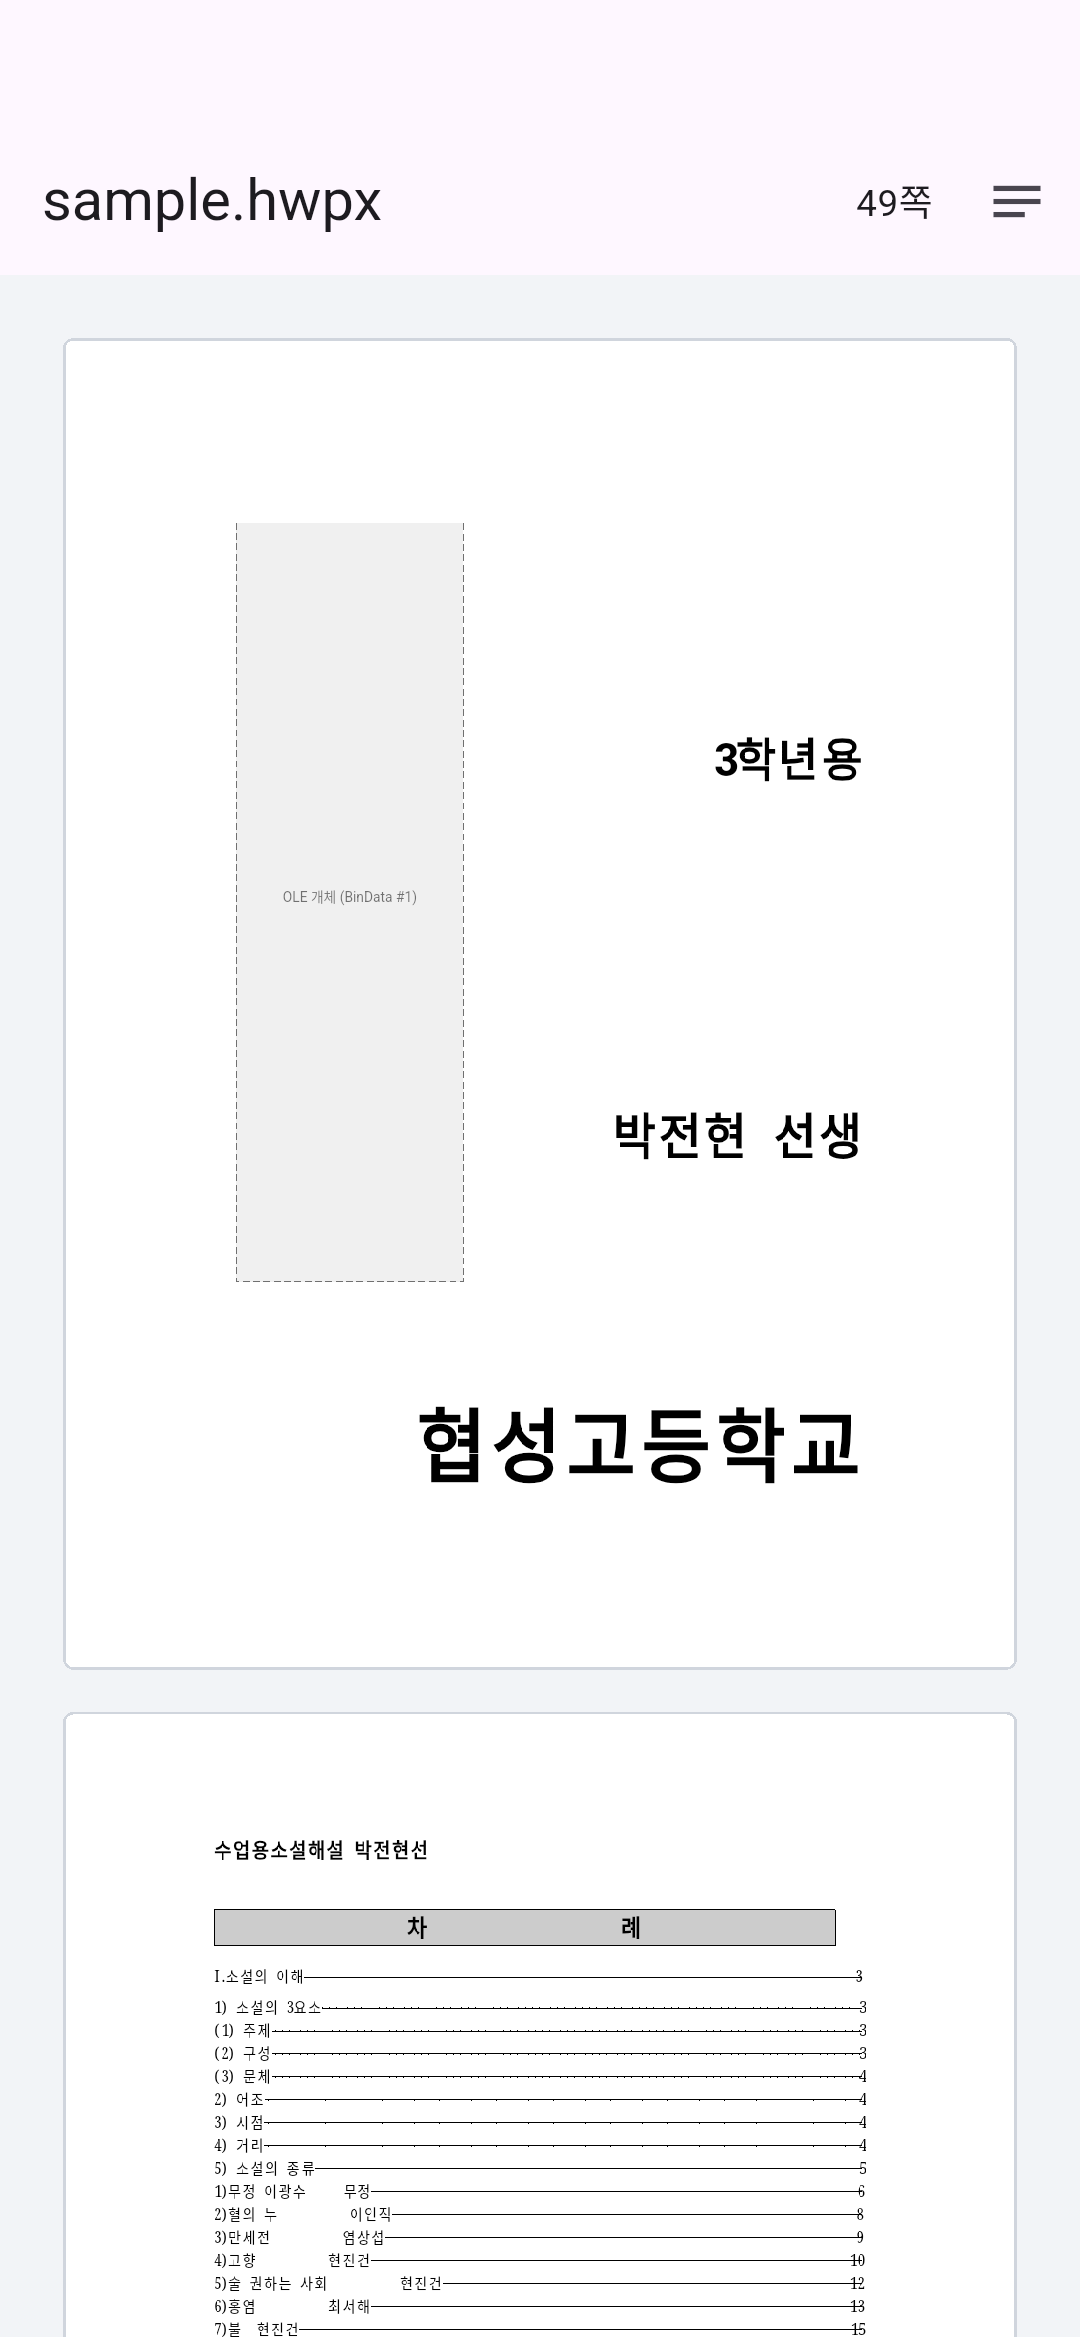 sample.hwpx 49쪽
3학년용
OLE 개체 (BinData #1)
박전현 선생
협성고등학교
수업용소설해설 박전현선
차 례
I.소설의 이해 3
1) 소설의 3요소 3
(1) 주제 3
(2) 구성 3
(3) 문체 4
2) 어조 4
3) 시점 4
4) 거리 4
5) 소설의 종류 5
1)무정 이광수 무정 6
2)혈의 누 이인직 8
3)만세전 염상섭 9
4)고향 현진건 10
5)술 권하는 사회 현진건 12
6)홍염 최서해 13
7)불 현진건 15